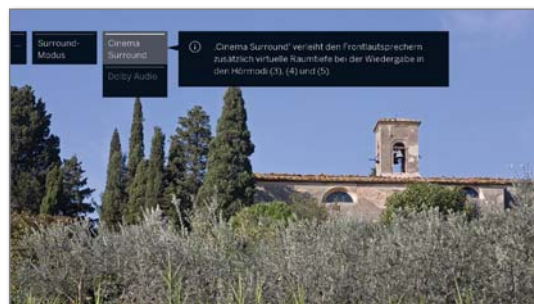 ...
Surround-
Modus
Cinema
Surround
‚Cinema Surround' verleiht den Frontlautsprechern
zusätzlich virtuelle Raumtiefe bei der Wiedergabe in
den Hörmodi (3), (4) und (5).
Dolby Audio